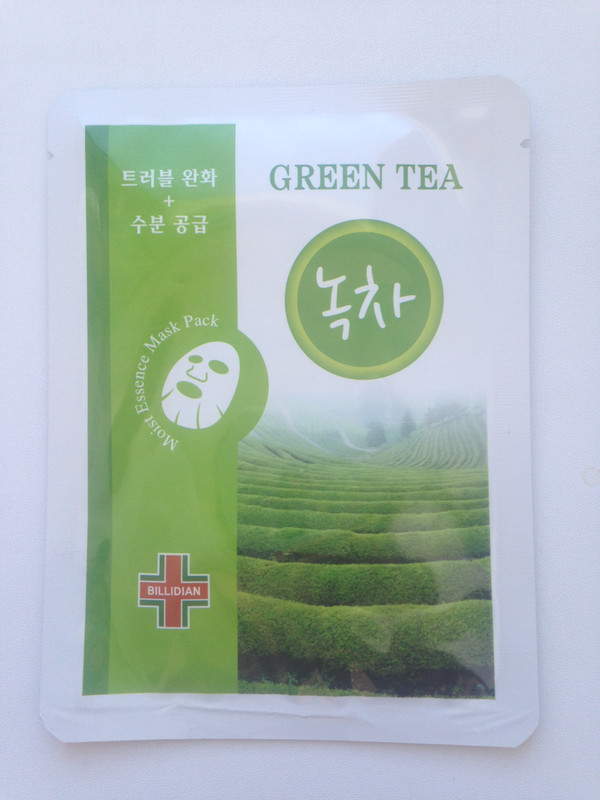 트러블 완화
+
수분 공급
GREEN TEA
녹차
Moist Essence Mask Pack
BILLIDIAN